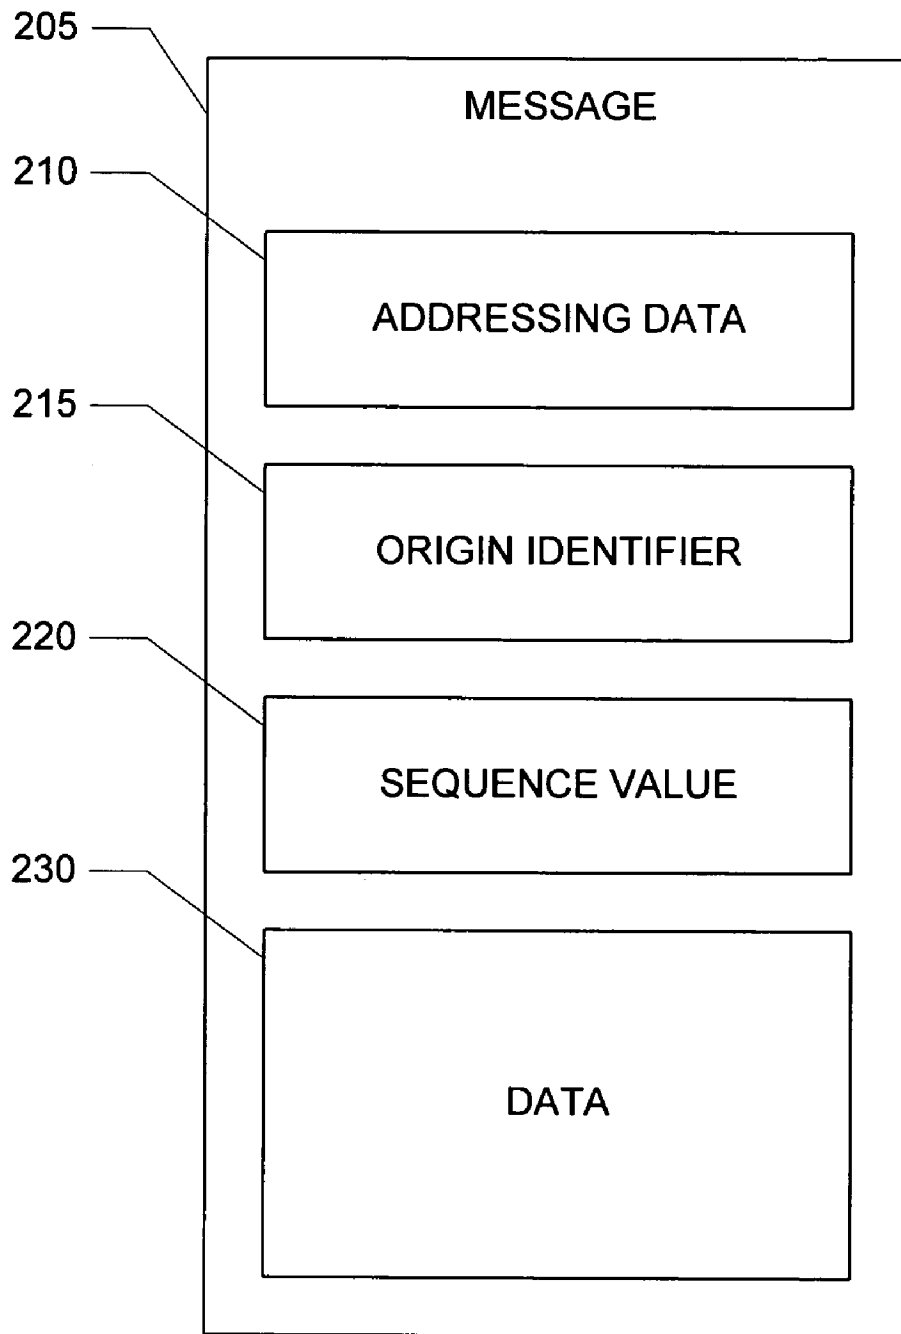 205
MESSAGE
210
ADDRESSING DATA
215
ORIGIN IDENTIFIER
220
SEQUENCE VALUE
230
DATA